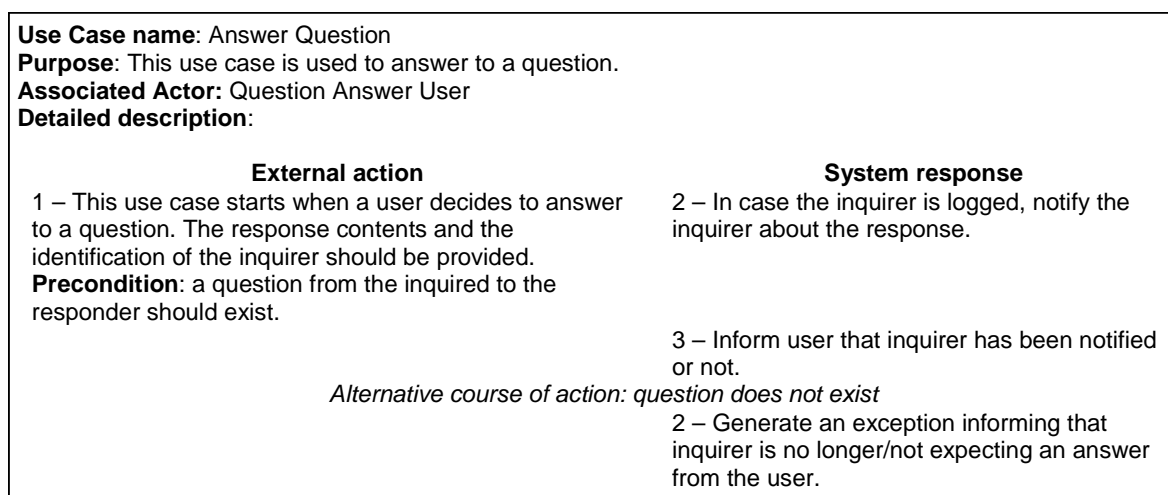 Use Case name: Answer Question
Purpose: This use case is used to answer to a question.
Associated Actor: Question Answer User
Detailed description:
External action
1 – This use case starts when a user decides to answer
to a question. The response contents and the
identification of the inquirer should be provided.
Precondition: a question from the inquired to the
responder should exist.
System response
2 – In case the inquirer is logged, notify the
inquirer about the response.
3 – Inform user that inquirer has been notified
or not.
Alternative course of action: question does not exist
2 – Generate an exception informing that
inquirer is no longer/not expecting an answer
from the user.